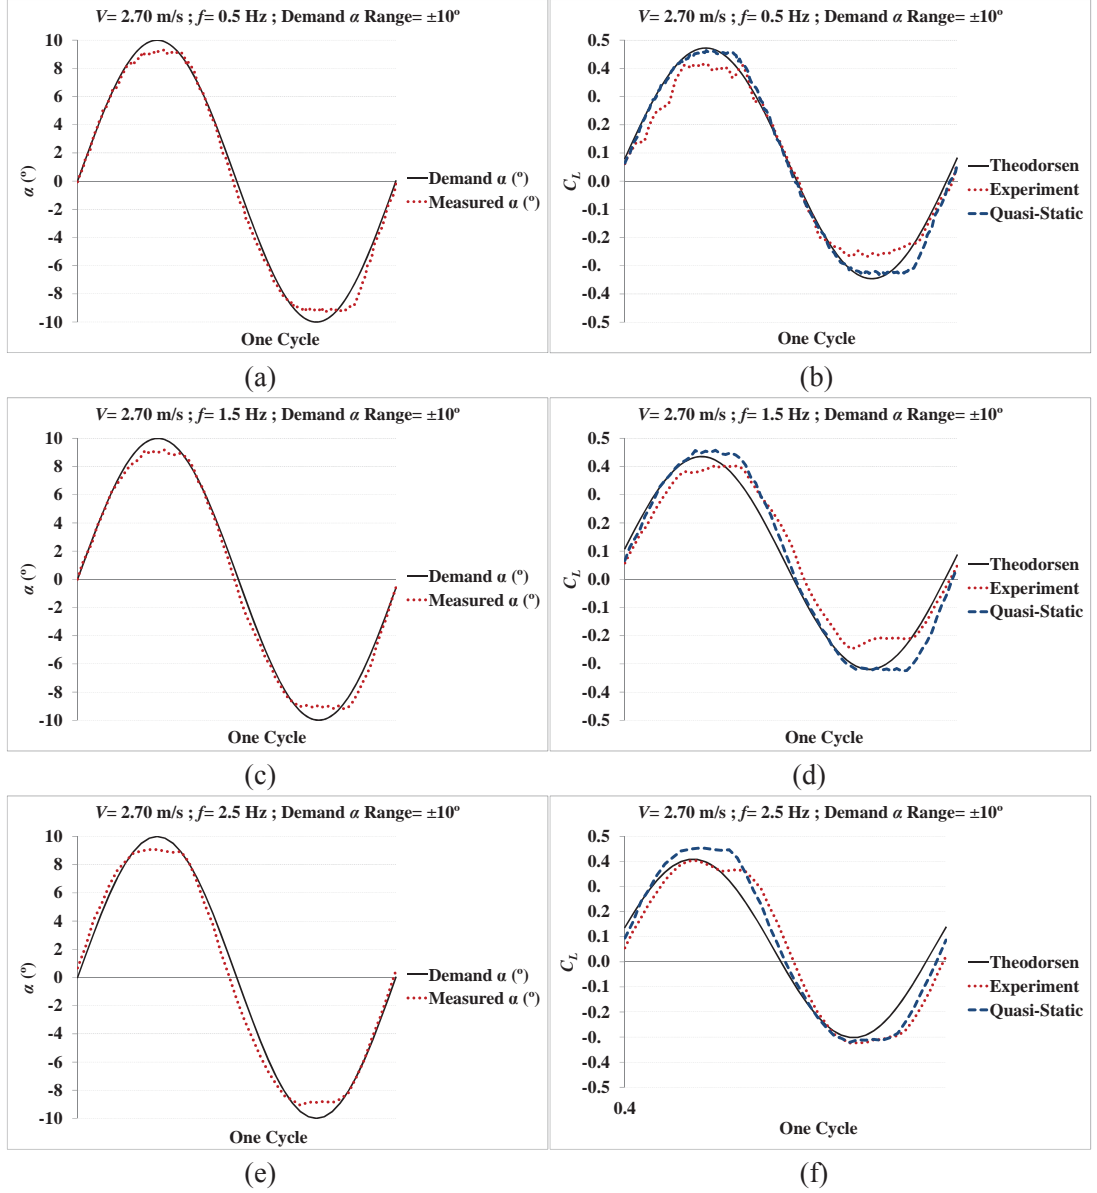 V= 2.70 m/s ; f= 0.5 Hz ; Demand α Range= ±10º
10
8
6
4
2
0
-2
-4
-6
-8
-10
α (º)
Demand α (º)
Measured α (º)
One Cycle
(a)
V= 2.70 m/s ; f= 0.5 Hz ; Demand α Range= ±10º
0.5
0.4
0.
0.2
0.1
0.0
-0.1
-0.2
-0.
-0.4
-0.5
C_L
Theodorsen
Experiment
Quasi-Static
One Cycle
(b)
V= 2.70 m/s ; f= 1.5 Hz ; Demand α Range= ±10º
10
8
6
4
2
0
-2
-4
-6
-8
-10
α (º)
Demand α (º)
Measured α (º)
One Cycle
(c)
V= 2.70 m/s ; f= 1.5 Hz ; Demand α Range= ±10º
0.5
0.4
0.
0.2
0.1
0.0
-0.1
-0.2
-0.
-0.4
-0.5
C_L
Theodorsen
Experiment
Quasi-Static
One Cycle
(d)
V= 2.70 m/s ; f= 2.5 Hz ; Demand α Range= ±10º
10
8
6
4
2
0
-2
-4
-6
-8
-10
α (º)
Demand α (º)
Measured α (º)
One Cycle
(e)
V= 2.70 m/s ; f= 2.5 Hz ; Demand α Range= ±10º
0.5
0.4
0.
0.2
0.1
0.0
-0.1
-0.2
-0.
-0.4
-0.5
0.4
C_L
Theodorsen
Experiment
Quasi-Static
One Cycle
(f)